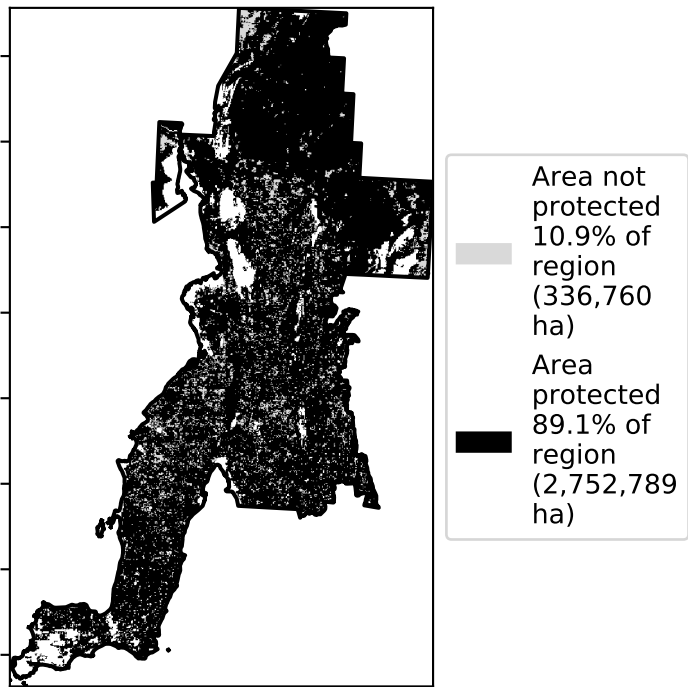 Area not
protected
10.9% of
region
(336,760
ha)
Area
protected
89.1% of
region
(2,752,789
ha)